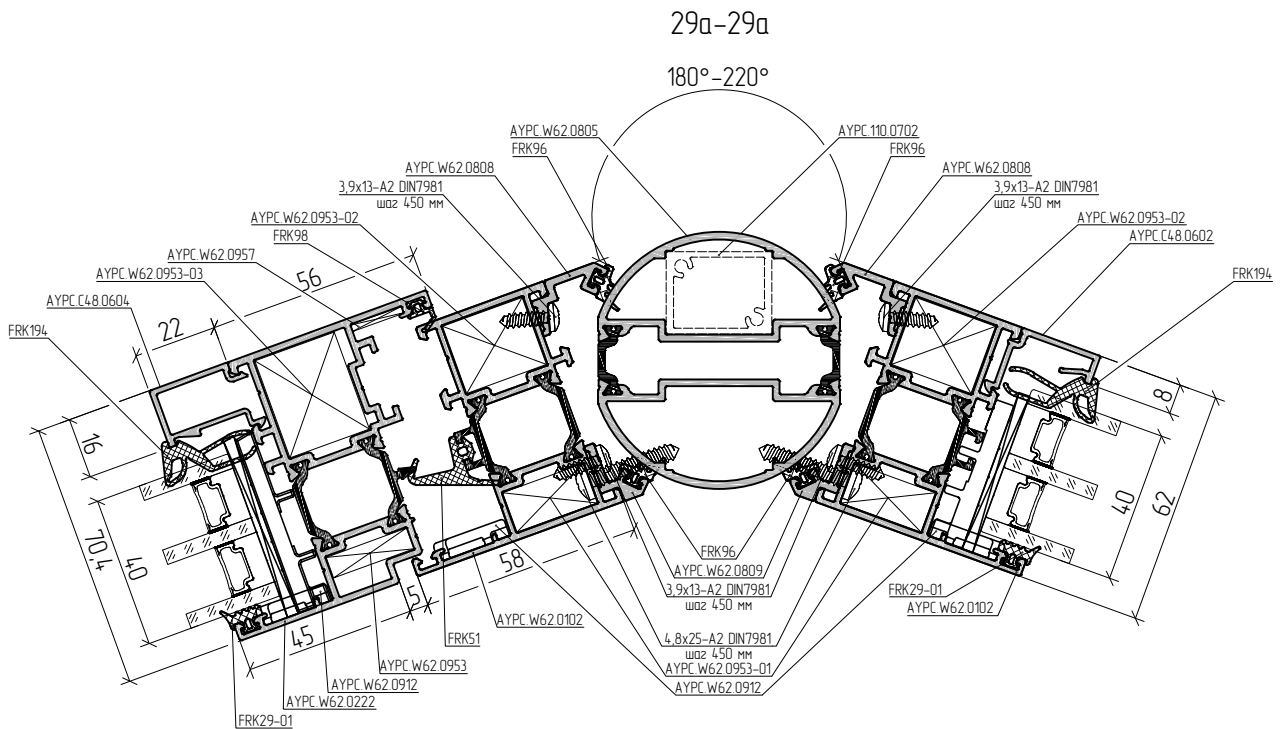 29а-29а
180°-220°
AYPC.W62.0805
FRK96
AYPC.110.0702
FRK96
AYPC.W62.0808
3,9x13-A2 DIN7981
шаг 450 мм
AYPC.W62.0808
3,9x13-A2 DIN7981
шаг 450 мм
AYPC.W62.0953-02
FRK98
AYPC.W62.0953-02
AYPC.C48.0602
AYPC.W62.0957
AYPC.W62.0953-03
AYPC.C48.0604
FRK194
FRK194
56
22
16
40
70,4
8
40
62
58
5
45
FRK96
AYPC.W62.0809
3,9x13-A2 DIN7981
шаг 450 мм
FRK29-01
AYPC.W62.0102
AYPC.W62.0102
FRK51
4,8x25-A2 DIN7981
шаг 450 мм
AYPC.W62.0953-01
AYPC.W62.0912
AYPC.W62.0953
AYPC.W62.0912
AYPC.W62.0222
FRK29-01